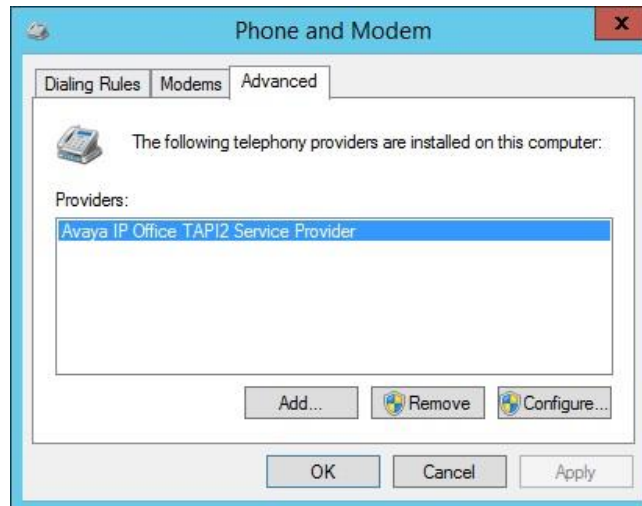 Phone and Modem
x
Dialing Rules
Modems
Advanced
The following telephony providers are installed on this computer:
Providers:
Avaya IP Office TAPI2 Service Provider
Add...
Remove
Configure...
OK
Cancel
Apply